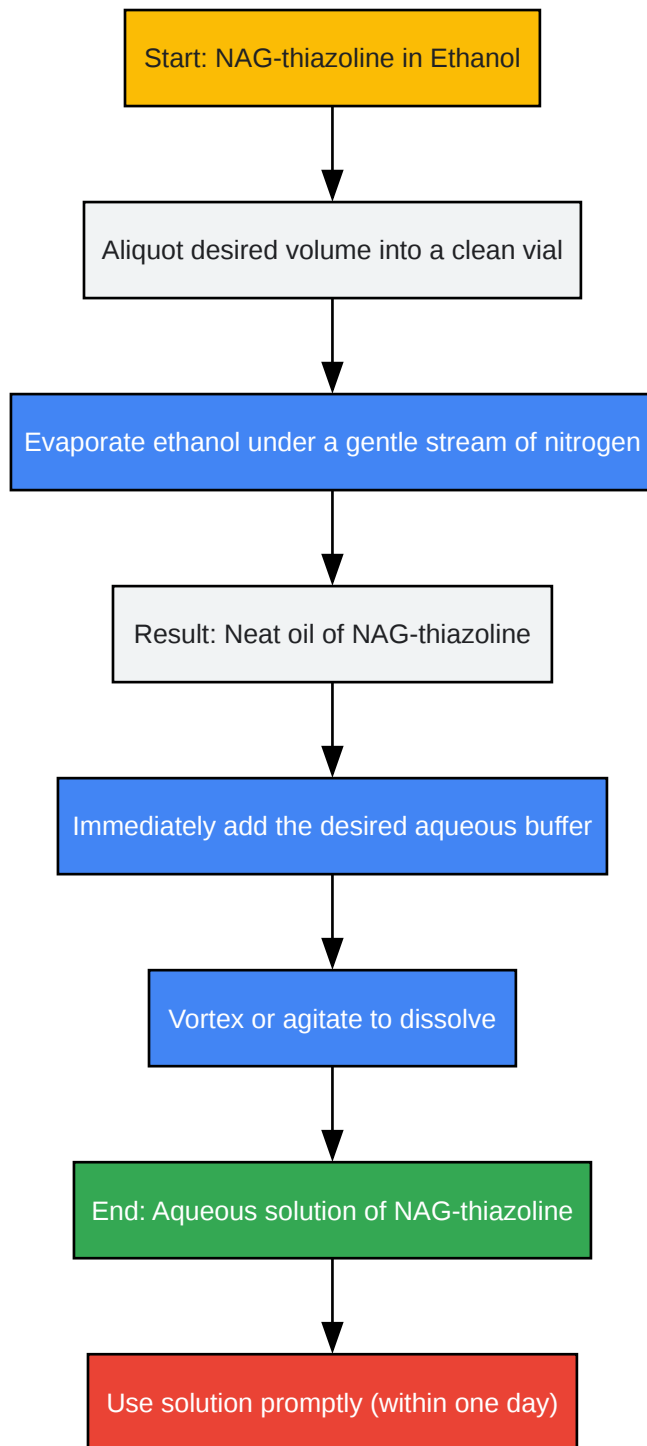 Start: NAG-thiazoline in Ethanol
Aliquot desired volume into a clean vial
Evaporate ethanol under a gentle stream of nitrogen
Result: Neat oil of NAG-thiazoline
Immediately add the desired aqueous buffer
Vortex or agitate to dissolve
End: Aqueous solution of NAG-thiazoline
Use solution promptly (within one day)